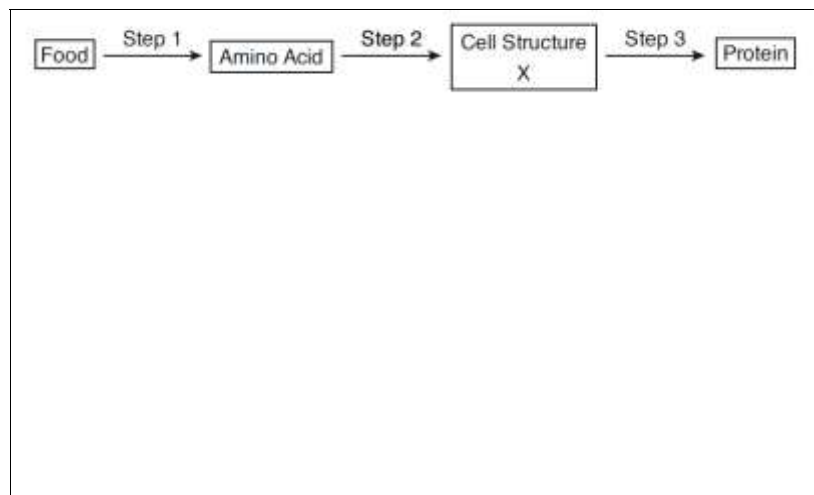 Food
Step 1
Amino Acid
Step 2
Cell Structure
X
Step 3
Protein